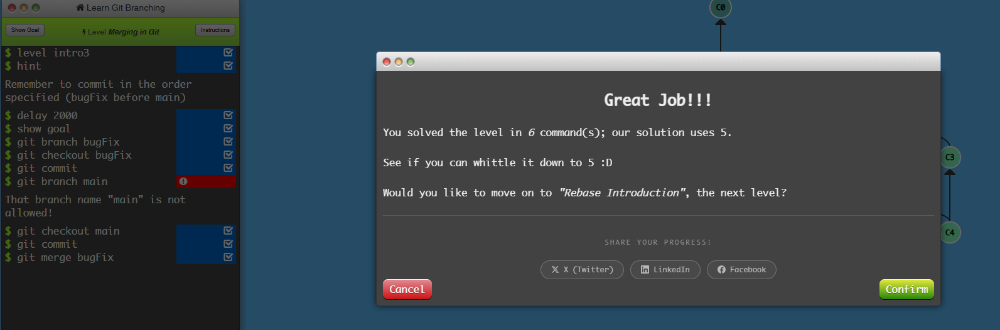 Learn Git Branching
Show Goal
Level Merging in Git
Instructions
$ level intro3
$ hint
Remember to commit in the order
specified (bugFix before main)
$ delay 2000
$ show goal
$ git branch bugFix
$ git checkout bugFix
$ git commit
$ git branch main
That branch name "main" is not
allowed!
$ git checkout main
$ git commit
$ git merge bugFix
C0
Great Job!!!
You solved the level in 6 command(s); our solution uses 5.
See if you can whittle it down to 5 :D
Would you like to move on to "Rebase Introduction", the next level?
SHARE YOUR PROGRESS!
X (Twitter)
LinkedIn
Facebook
Cancel
Confirm
C3
C4